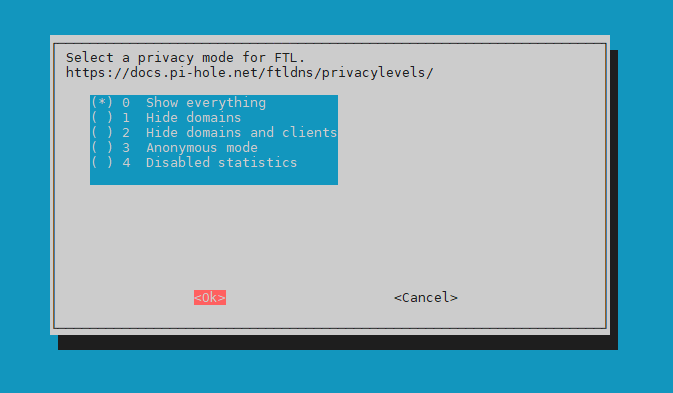 Select a privacy mode for FTL.
https://docs.pi-hole.net/ftldns/privacylevels/
(*) 0  Show everything
( ) 1  Hide domains
( ) 2  Hide domains and clients
( ) 3  Anonymous mode
( ) 4  Disabled statistics
<Ok> <Cancel>